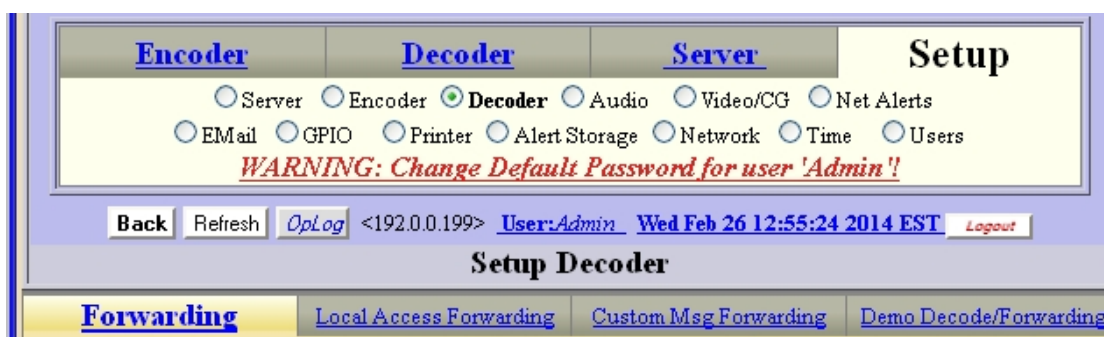 Encoder Decoder Server Setup
Server Encoder Decoder Audio Video/CG Net Alerts
EMail GPIO Printer Alert Storage Network Time Users
WARNING: Change Default Password for user 'Admin'!
Back Refresh OpLog <192.0.0.199> User:Admin Wed Feb 26 12:55:24 2014 EST Logout
Setup Decoder
Forwarding Local Access Forwarding Custom Msg Forwarding Demo Decode/Forwarding